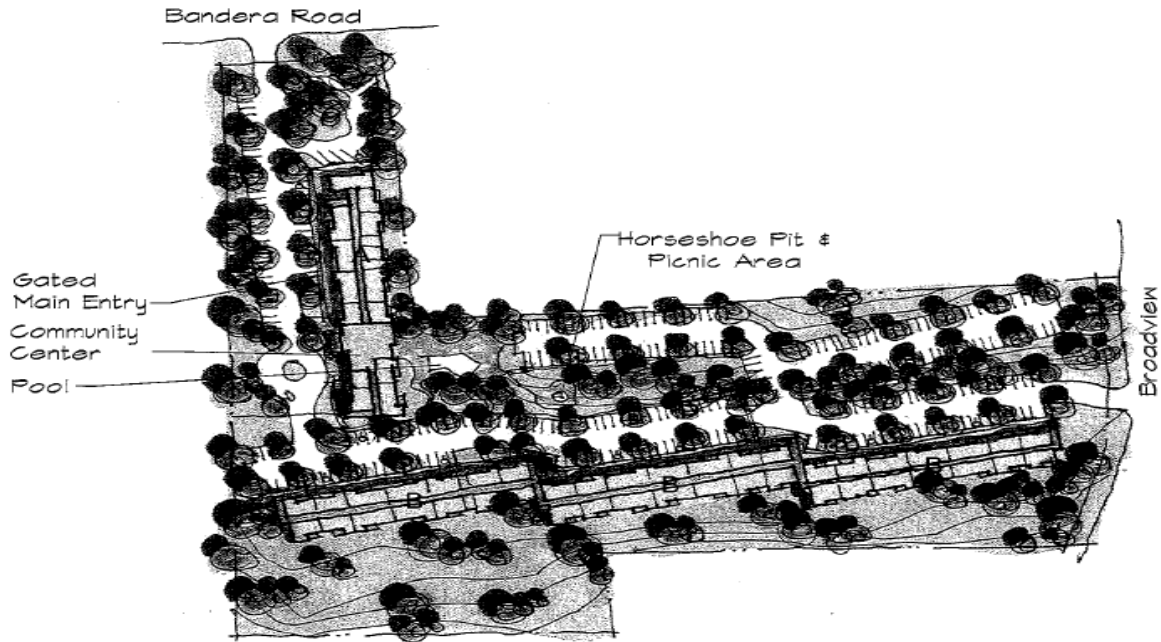 Bandera Road
Horseshoe Pit &
Picnic Area
Gated
Main Entry
Community
Center
Pool
Broadview
A
B
B
B